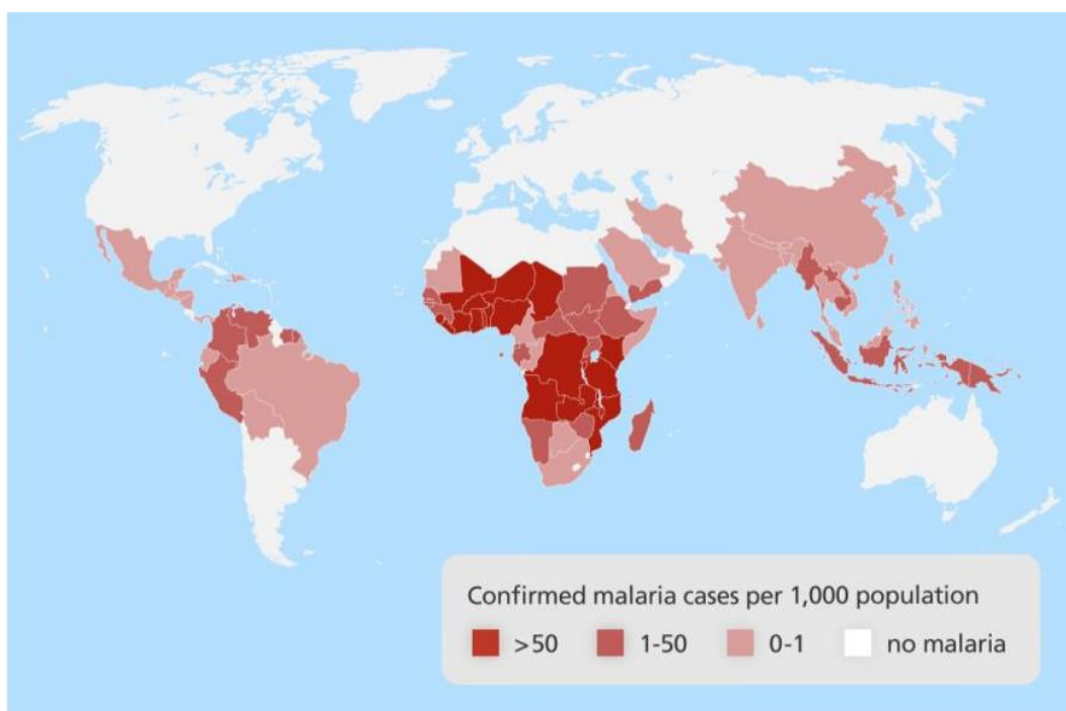 Confirmed malaria cases per 1,000 population
>50 1-50 0-1 no malaria